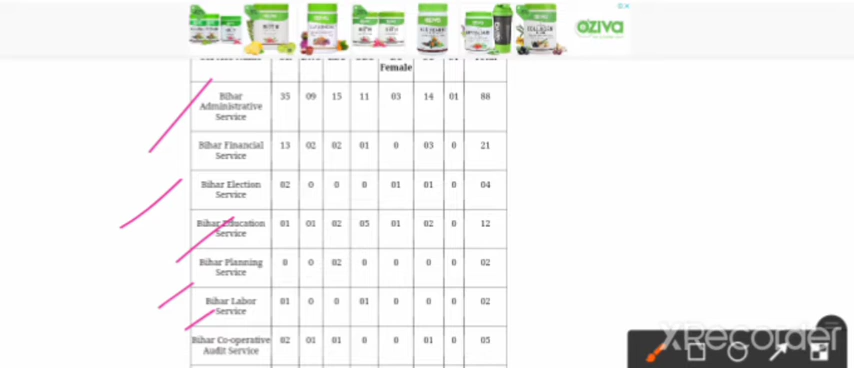 OZIVA
Female
Bihar Administrative Service 35 09 15 11 03 14 01 88
Bihar Financial Service 13 02 02 01 0 03 0 21
Bihar Election Service 02 0 0 0 01 01 0 04
Bihar Education Service 01 01 02 05 01 02 0 12
Bihar Planning Service 0 0 02 0 0 0 0 02
Bihar Labor Service 01 0 0 01 0 0 0 02
Bihar Co-operative Audit Service 02 01 01 0 0 01 0 05
XRecorder